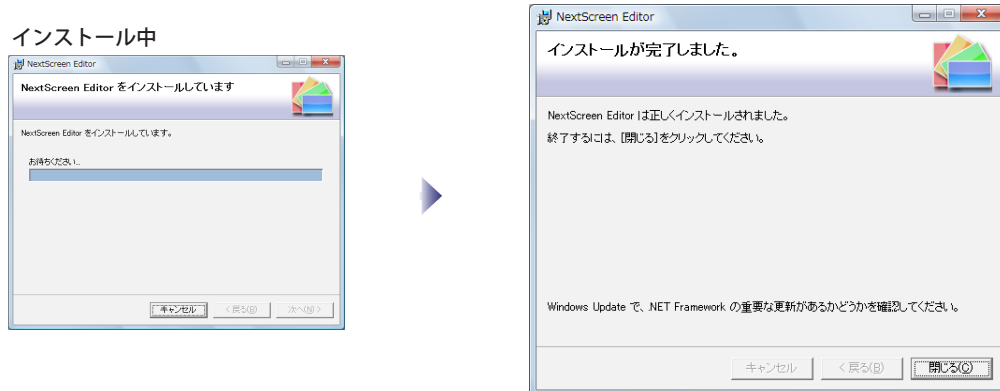 インストール中
NextScreen Editor
NextScreen Editor をインストールしています
NextScreen Editor をインストールしています。
お待ちください...
キャンセル
< 戻る(B)
次へ(N) >
NextScreen Editor
インストールが完了しました。
NextScreen Editor は正しくインストールされました。
終了するには、[閉じる]をクリックしてください。
Windows Update で、.NET Framework の重要な更新があるかどうかを確認してください。
キャンセル
< 戻る(B)
閉じる(C)